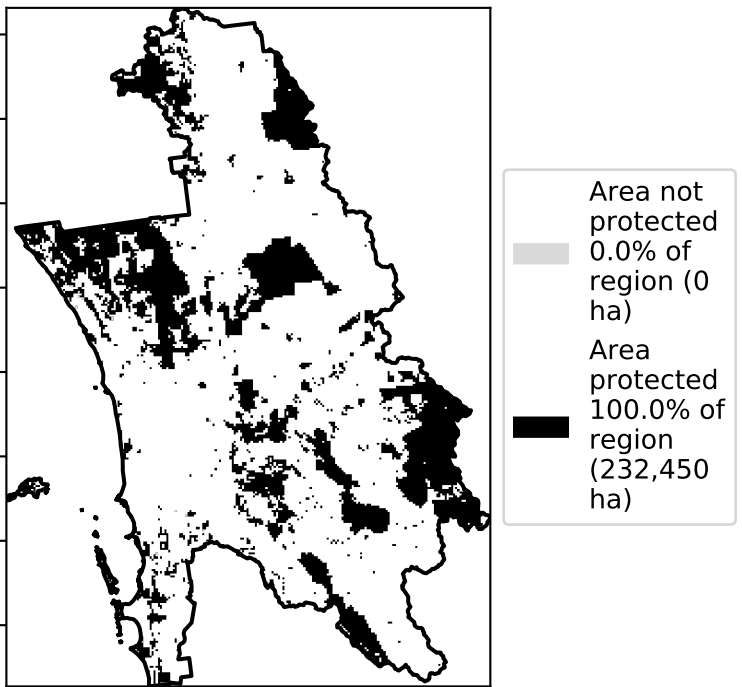 Area not
protected
0.0% of
region (0
ha)
Area
protected
100.0% of
region
(232,450
ha)